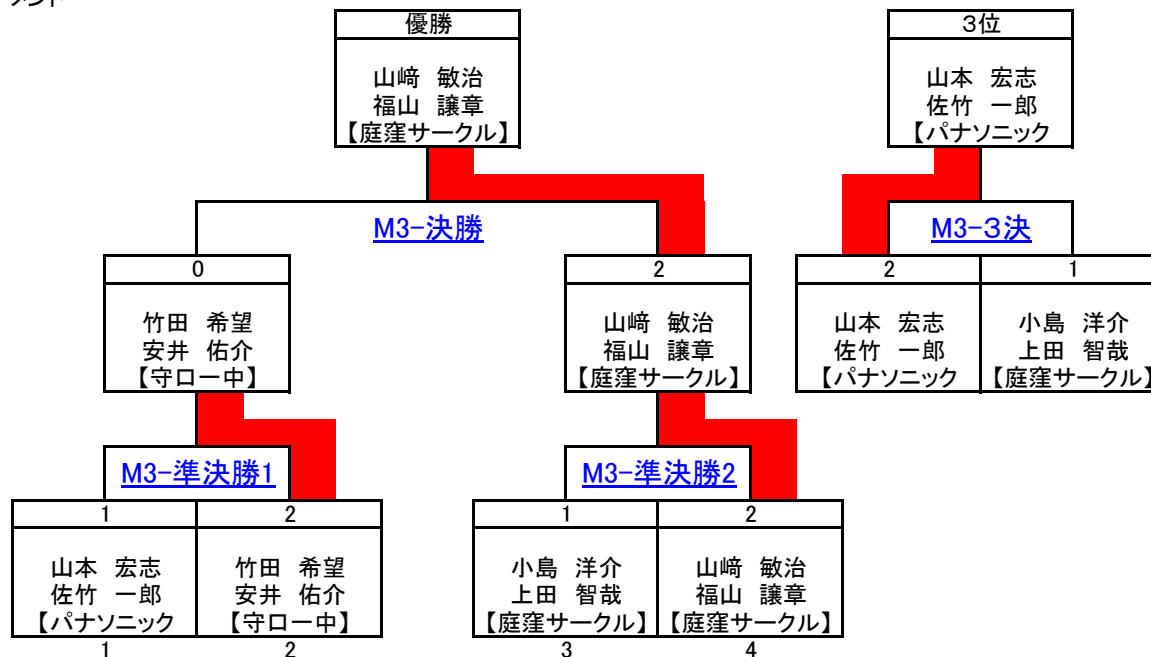 優勝
山﨑 敏治
福山 譲章
【庭窪サークル】
3位
山本 宏志
佐竹 一郎
【パナソニック
M3-決勝
M3-3決
0
竹田 希望
安井 佑介
【守口一中】
2
山﨑 敏治
福山 譲章
【庭窪サークル】
2
山本 宏志
佐竹 一郎
【パナソニック
1
小島 洋介
上田 智哉
【庭窪サークル】
M3-準決勝1
M3-準決勝2
1
山本 宏志
佐竹 一郎
【パナソニック
1
2
竹田 希望
安井 佑介
【守口一中】
2
1
小島 洋介
上田 智哉
【庭窪サークル】
3
2
山﨑 敏治
福山 譲章
【庭窪サークル】
4